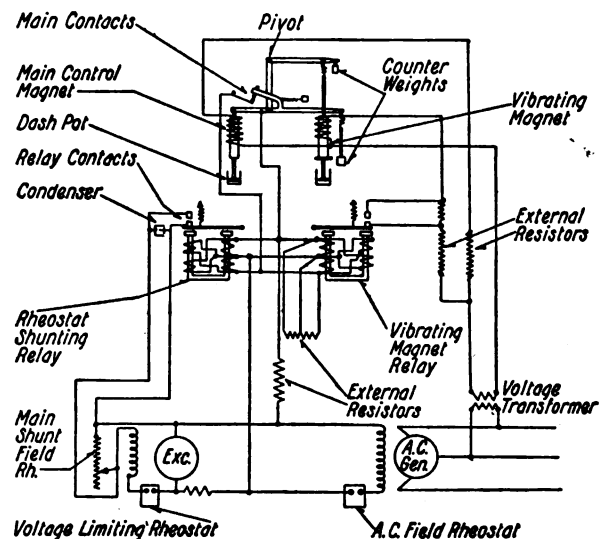 Main Contacts
Pivot
Main Control
Magnet
Counter
Weights
Vibrating
Magnet
Dash Pot
Relay Contacts
Condenser
External
Resistors
Rheostat
Shunting
Relay
Vibrating
Magnet
Relay
External
Resistors
Voltage
Transformer
Main
Shunt
Field
Rh.
Exc.
A.C.
Gen.
Voltage Limiting Rheostat
A.C. Field Rheostat